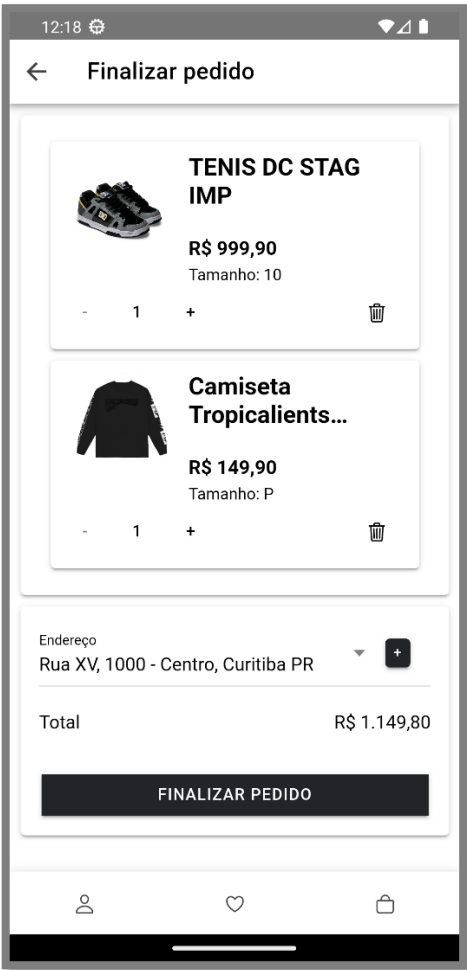 12:18
Finalizar pedido
TENIS DC STAG
IMP
R$ 999,90
Tamanho: 10
- 1 +
Camiseta
Tropicalients...
R$ 149,90
Tamanho: P
- 1 +
Endereço
Rua XV, 1000 - Centro, Curitiba PR
+
Total R$ 1.149,80
FINALIZAR PEDIDO